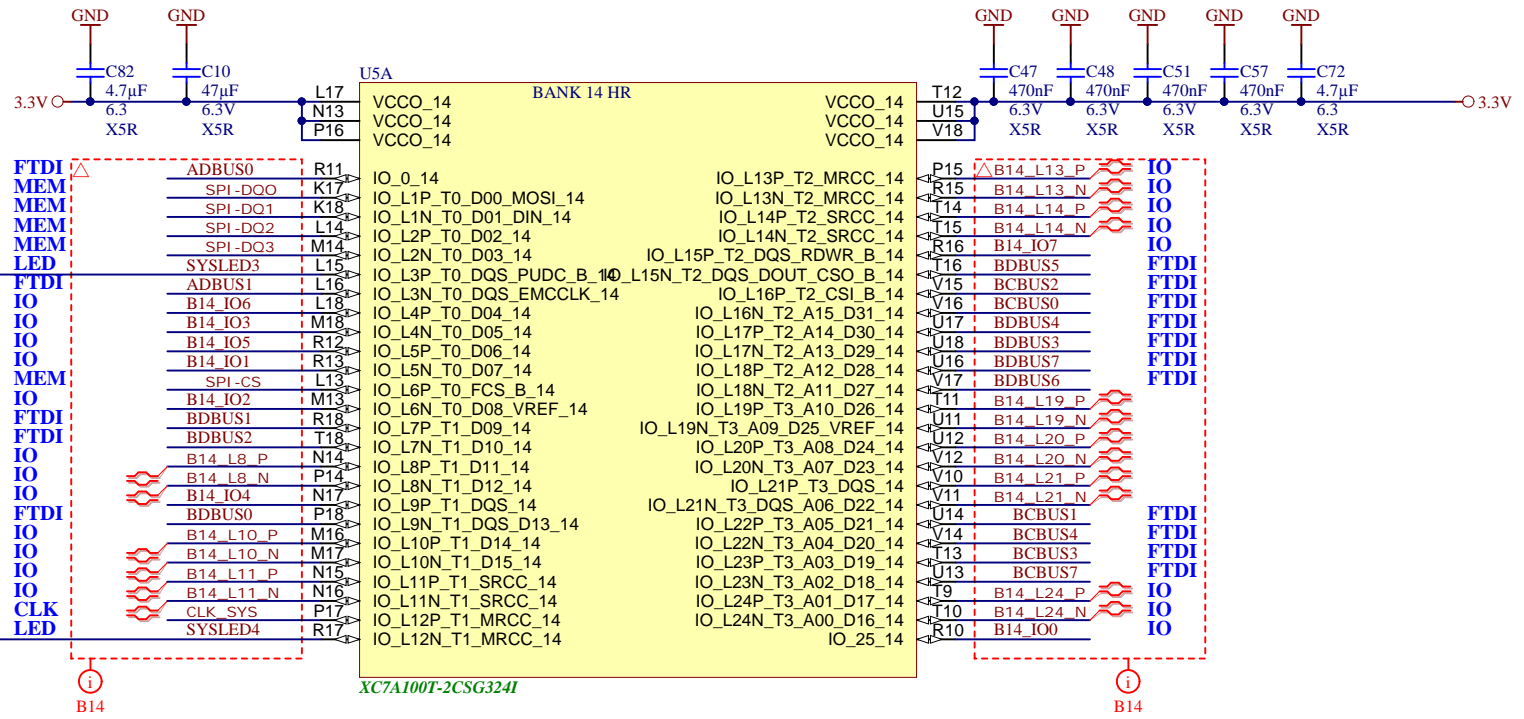 GND GND GND GND GND GND GND
C82 C10 C47 C48 C51 C57 C72
4.7µF 47µF 470nF 470nF 470nF 470nF 4.7µF
6.3 6.3V 6.3V 6.3V 6.3V 6.3V 6.3
X5R X5R X5R X5R X5R X5R X5R
3.3V 3.3V
U5A
BANK 14 HR
L17 VCCO_14 VCCO_14 T12
N13 VCCO_14 VCCO_14 U15
P16 VCCO_14 VCCO_14 V18
FTDI ADBUS0 R11 IO_0_14 IO_L13P_T2_MRCC_14 P15 B14_L13_P IO
MEM SPI-DQ0 K17 IO_L1P_T0_D00_MOSI_14 IO_L13N_T2_MRCC_14 R15 B14_L13_N IO
MEM SPI-DQ1 K18 IO_L1N_T0_D01_DIN_14 IO_L14P_T2_SRCC_14 T14 B14_L14_P IO
MEM SPI-DQ2 L14 IO_L2P_T0_D02_14 IO_L14N_T2_SRCC_14 T15 B14_L14_N IO
MEM SPI-DQ3 M14 IO_L2N_T0_D03_14 IO_L15P_T2_DQS_RDWR_B_14 R16 B14_IO7 IO
LED SYSLED3 L15 IO_L3P_T0_DQS_PUDC_B_14 IO_L15N_T2_DQS_DOUT_CSO_B_14 T16 BDBUS5 FTDI
FTDI ADBUS1 L16 IO_L3N_T0_DQS_EMCCLK_14 IO_L16P_T2_CSI_B_14 V15 BCBUS2 FTDI
IO B14_IO6 L18 IO_L4P_T0_D04_14 IO_L16N_T2_A15_D31_14 V16 BCBUS0 FTDI
IO B14_IO3 M18 IO_L4N_T0_D05_14 IO_L17P_T2_A14_D30_14 U17 BDBUS4 FTDI
IO B14_IO5 R12 IO_L5P_T0_D06_14 IO_L17N_T2_A13_D29_14 U18 BDBUS3 FTDI
IO B14_IO1 R13 IO_L5N_T0_D07_14 IO_L18P_T2_A12_D28_14 U16 BDBUS7 FTDI
MEM SPI-CS L13 IO_L6P_T0_FCS_B_14 IO_L18N_T2_A11_D27_14 V17 BDBUS6 FTDI
IO B14_IO2 M13 IO_L6N_T0_D08_VREF_14 IO_L19P_T3_A10_D26_14 T11 B14_L19_P
FTDI BDBUS1 R18 IO_L7P_T1_D09_14 IO_L19N_T3_A09_D25_VREF_14 U11 B14_L19_N
FTDI BDBUS2 T18 IO_L7N_T1_D10_14 IO_L20P_T3_A08_D24_14 U12 B14_L20_P
IO B14_L8_P N14 IO_L8P_T1_D11_14 IO_L20N_T3_A07_D23_14 V12 B14_L20_N
IO B14_L8_N P14 IO_L8N_T1_D12_14 IO_L21P_T3_DQS_14 V10 B14_L21_P
IO B14_IO4 N17 IO_L9P_T1_DQS_14 IO_L21N_T3_DQS_A06_D22_14 V11 B14_L21_N
FTDI BDBUS0 P18 IO_L9N_T1_DQS_D13_14 IO_L22P_T3_A05_D21_14 U14 BCBUS1 FTDI
IO B14_L10_P M16 IO_L10P_T1_D14_14 IO_L22N_T3_A04_D20_14 V14 BCBUS4 FTDI
IO B14_L10_N M17 IO_L10N_T1_D15_14 IO_L23P_T3_A03_D19_14 T13 BCBUS3 FTDI
IO B14_L11_P N15 IO_L11P_T1_SRCC_14 IO_L23N_T3_A02_D18_14 U13 BCBUS7 FTDI
IO B14_L11_N N16 IO_L11N_T1_SRCC_14 IO_L24P_T3_A01_D17_14 T9 B14_L24_P IO
CLK CLK_SYS P17 IO_L12P_T1_MRCC_14 IO_L24N_T3_A00_D16_14 T10 B14_L24_N IO
LED SYSLED4 R17 IO_L12N_T1_MRCC_14 IO_25_14 R10 B14_IO0 IO
i i
B14 B14
XC7A100T-2CSG324I